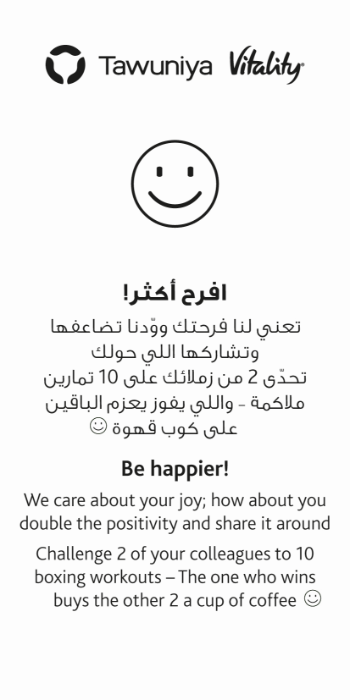 Tawuniya Vitality
افرح أكثر!
تعني لنا فرحتك وودّنا تضاعفها
وتشاركها اللي حولك
تحدّى 2 من زملائك على 10 تمارين
ملاكمة - واللي يفوز يعزم الباقين
على كوب قهوة ☺
Be happier!
We care about your joy; how about you
double the positivity and share it around
Challenge 2 of your colleagues to 10
boxing workouts – The one who wins
buys the other 2 a cup of coffee ☺